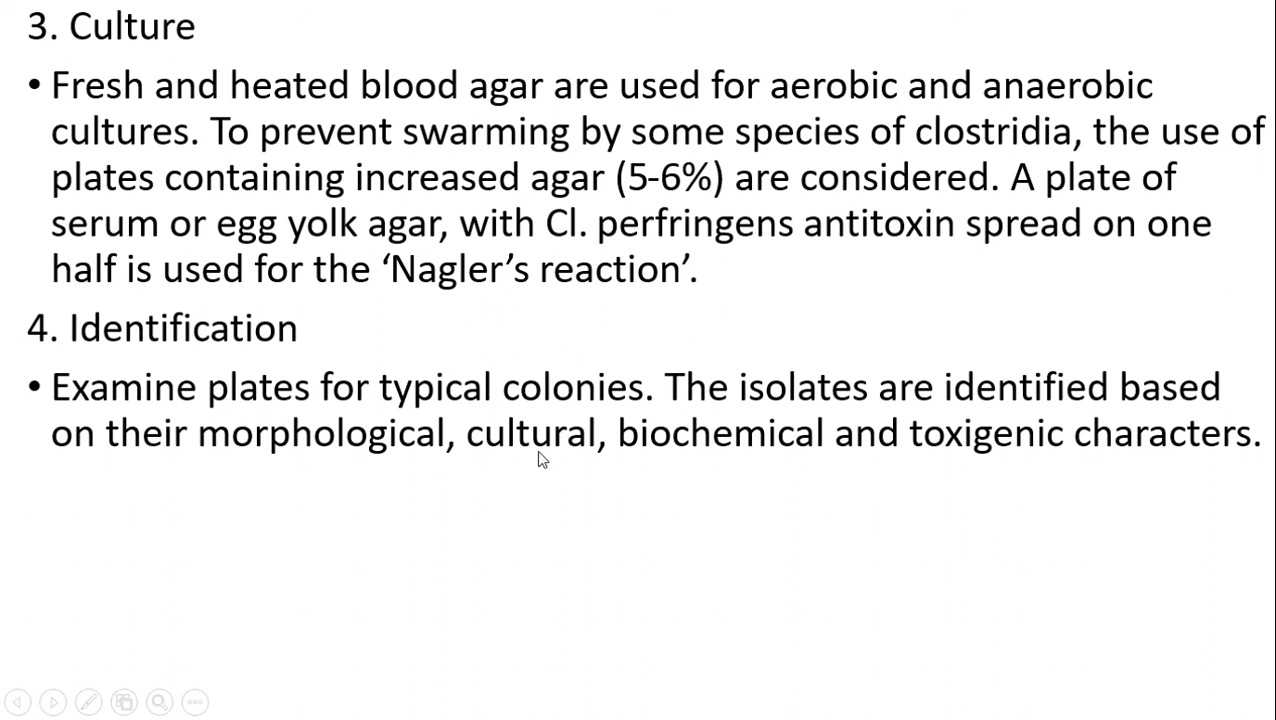 3. Culture
• Fresh and heated blood agar are used for aerobic and anaerobic
cultures. To prevent swarming by some species of clostridia, the use of
plates containing increased agar (5-6%) are considered. A plate of
serum or egg yolk agar, with Cl. perfringens antitoxin spread on one
half is used for the ‘Nagler’s reaction’.
4. Identification
• Examine plates for typical colonies. The isolates are identified based
on their morphological, cultural, biochemical and toxigenic characters.